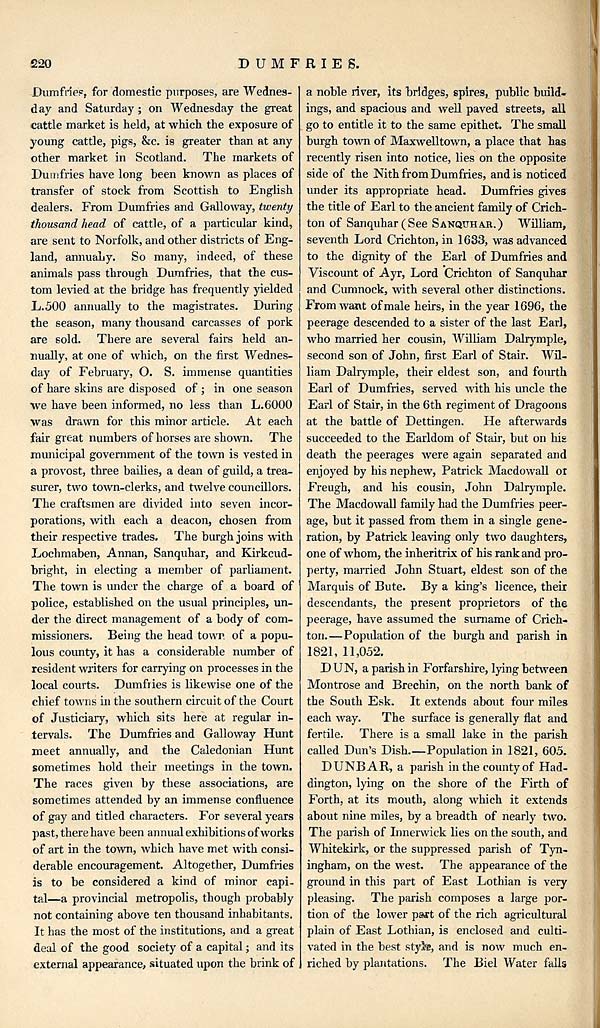 220
DUMFRIES.
Dumfries, for domestic purposes, are Wednes-
day and Saturday; on Wednesday the great
cattle market is held, at which the exposure of
young cattle, pigs, &c. is greater than at any
other market in Scotland. The markets of
Dumfries have long been known as places of
transfer of stock from Scottish to English
dealers. From Dumfries and Galloway, twenty
thousand head of cattle, of a particular kind,
are sent to Norfolk, and other districts of Eng-
land, annually. So many, indeed, of these
animals pass through Dumfries, that the cus-
tom levied at the bridge has frequently yielded
L.500 annually to the magistrates. During
the season, many thousand carcasses of pork
are sold. There are several fairs held an-
nually, at one of which, on the first Wednes-
day of February, O. S. immense quantities
of hare skins are disposed of; in one season
we have been informed, no less than L.6000
was drawn for this minor article. At each
fair great numbers of horses are shown. The
municipal government of the town is vested in
a provost, three bailies, a dean of guild, a trea-
surer, two town-clerks, and twelve councillors.
The craftsmen are divided into seven incor-
porations, with each a deacon, chosen from
their respective trades. The burgh joins with
Lochmaben, Annan, Sanquhar, and Kirkcud-
bright, in electing a member of parliament.
The town is under the charge of a board of
police, established on the usual principles, un-
der the direct management of a body of com-
missioners. Being the head town of a popu-
lous county, it has a considerable number of
resident writers for carrying on processes in the
local courts. Dumfries is likewise one of the
chief towns in the southern circuit of the Court
of Justiciary, which sits here at regular in-
tervals. The Dumfries and Galloway Hunt
meet annually, and the Caledonian Hunt
sometimes hold their meetings in the town.
The races given by these associations, are
sometimes attended by an immense confluence
of gay and titled characters. For several years
past, there have been annual exhibitions of works
of art in the town, which have met with consi-
derable encouragement. Altogether, Dumfries
is to be considered a kind of minor capi-
tal—a provincial metropolis, though probably
not containing above ten thousand inhabitants.
It has the most of the institutions, and a great
deal of the good society of a capital; and its
external appearance, situated upon the brink of
a noble river, its bridges, spires, public build-
ings, and spacious and well paved streets, all
go to entitle it to the same epithet. The small
burgh town of Maxwelltown, a place that has
recently risen into notice, lies on the opposite
side of the Nith from Dumfries, and is noticed
under its appropriate head. Dumfries gives
the title of Earl to the ancient family of Crich-
ton of Sanquhar (See SANQUHAR.) William,
seventh Lord Crichton, in 1633, was advanced
to the dignity of the Earl of Dumfries and
Viscount of Ayr, Lord Crichton of Sanquhar
and Cumnock, with several other distinctions.
From want of male heirs, in the year 1696, the
peerage descended to a sister of the last Earl,
who married her cousin, William Dalrymple,
second son of John, first Earl of Stair. Wil-
liam Dalrymple, their eldest son, and fourth
Earl of Dumfries, served with his uncle the
Earl of Stair, in the 6th regiment of Dragoons
at the battle of Dettingen. He afterwards
succeeded to the Earldom of Stair, but on his
death the peerages were again separated and
enjoyed by his nephew, Patrick Macdowall or
Freugh, and his cousin, John Dalrymple.
The Macdowall family had the Dumfries peer-
age, but it passed from them in a single gene-
ration, by Patrick leaving only two daughters,
one of whom, the inheritrix of his rank and pro-
perty, married John Stuart, eldest son of the
Marquis of Bute. By a king's licence, their
descendants, the present proprietors of the
peerage, have assumed the surname of Crich-
ton.—Population of the burgh and parish in
1821, 11,052.
DUN, a parish in Forfarshire, lying between
Montrose and Brechin, on the north bank of
the South Esk. It extends about four miles
each way. The surface is generally flat and
fertile. There is a small lake in the parish
called Dun's Dish.—Population in 1821, 605.
DUNBAR, a parish in the county of Had-
dington, lying on the shore of the Firth of
Forth, at its mouth, along which it extends
about nine miles, by a breadth of nearly two.
The parish of Innerwick lies on the south, and
Whitekirk, or the suppressed parish of Tyn-
ingham, on the west. The appearance of the
ground in this part of East Lothian is very
pleasing. The parish composes a large por-
tion of the lower part of the rich agricultural
plain of East Lothian, is enclosed and culti-
vated in the best style, and is now much en-
riched by plantations. The Biel Water falls